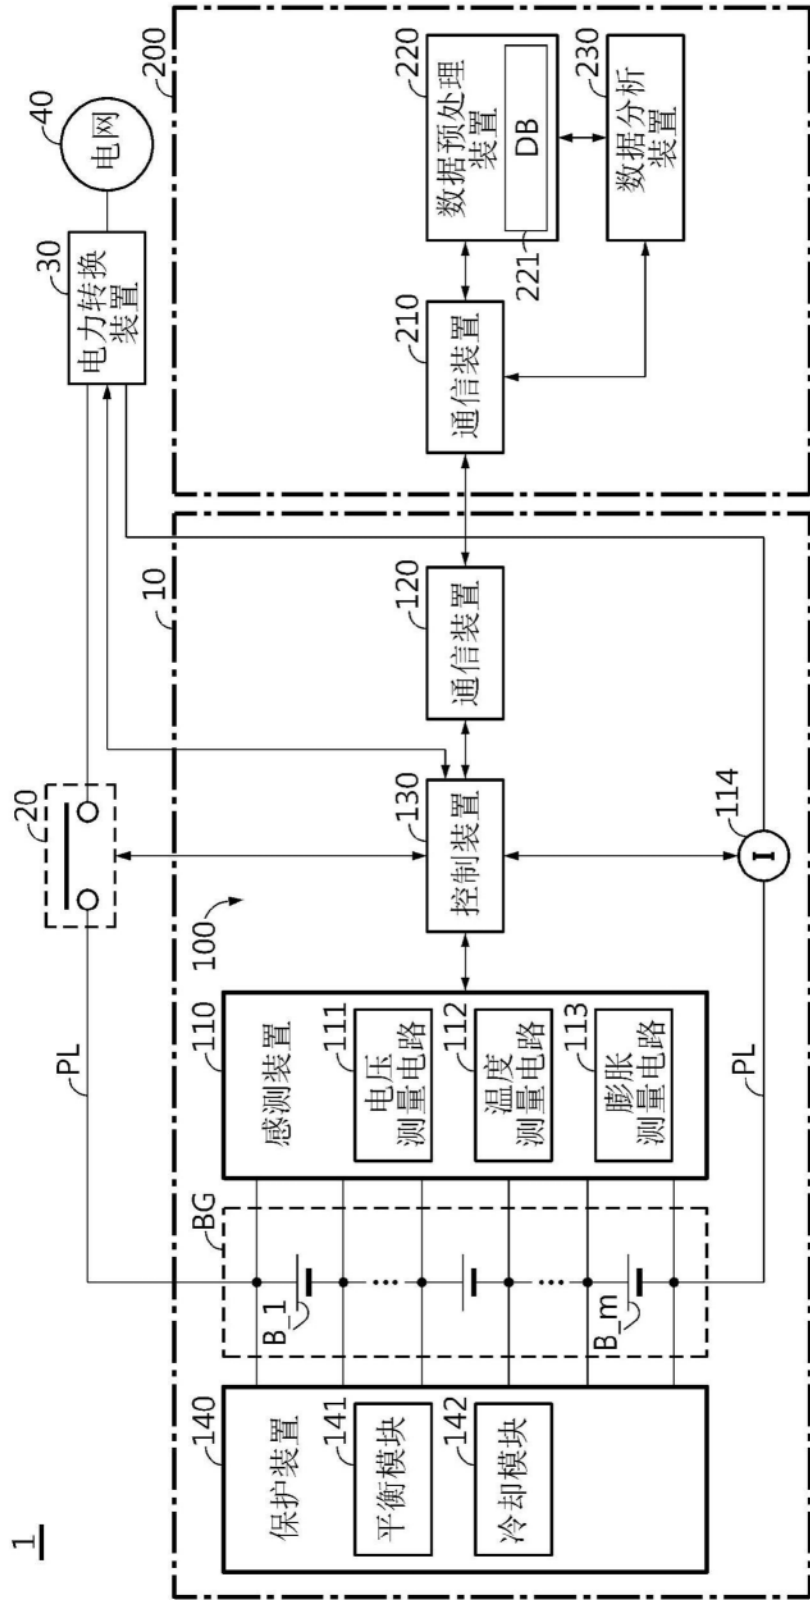 1
20
30
40
电力转换
装置
电网
PL
10
200
100
140
保护装置
141
平衡模块
142
冷却模块
BG
B_1
B_m
110
感测装置
111
电压
测量电路
112
温度
测量电路
113
膨胀
测量电路
130
控制装置
120
通信装置
210
通信装置
220
数据预处理
装置
DB
221
230
数据分析
装置
PL
114
I